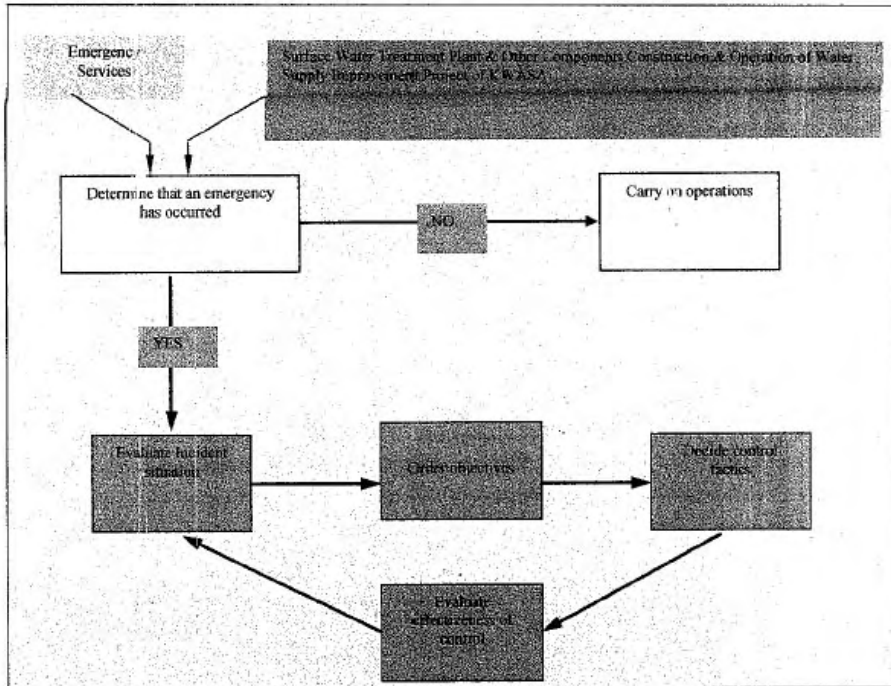 Emergenc
Services
Surface Water Treatment Plant & Other Components Construction & Operation of Water
Supply Improvement Project of KWASA
Determine that an emergency
has occurred
Carry on operations
NO
YES
Evaluate Incident
situation
Order objectives
Decide control
tactics
Evaluate
effectiveness of
control